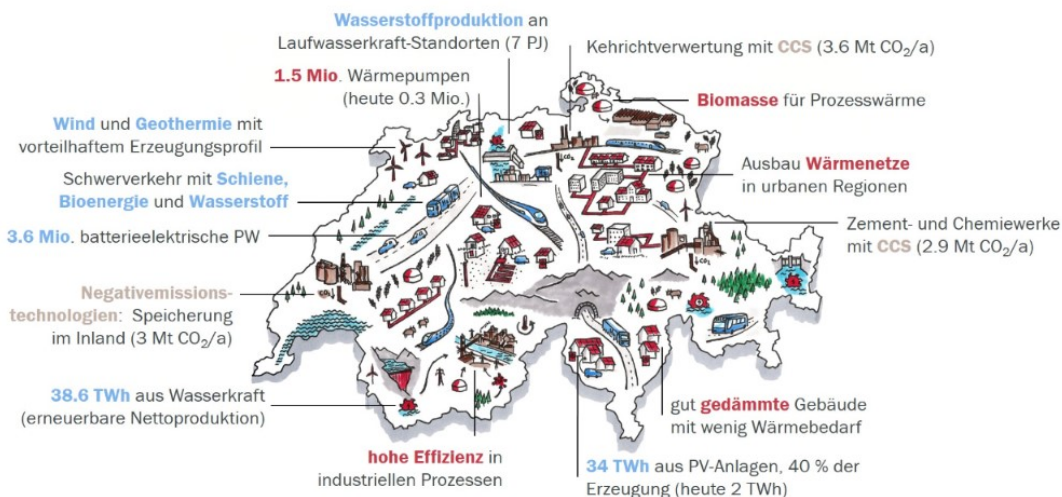 Wasserstoffproduktion an
Laufwasserkraft-Standorten (7 PJ)
Kehrichtverwertung mit CCS (3.6 Mt CO₂/a)
1.5 Mio. Wärmepumpen
(heute 0.3 Mio.)
Biomasse für Prozesswärme
Wind und Geothermie mit
vorteilhaftem Erzeugungsprofil
Ausbau Wärmenetze
in urbanen Regionen
Schwerverkehr mit Schiene,
Bioenergie und Wasserstoff
Zement- und Chemiewerke
mit CCS (2.9 Mt CO₂/a)
3.6 Mio. batterieelektrische PW
Negativemissions-
technologien: Speicherung
im Inland (3 Mt CO₂/a)
38.6 TWh aus Wasserkraft
(erneuerbare Nettoproduktion)
gut gedämmte Gebäude
mit wenig Wärmebedarf
hohe Effizienz in
industriellen Prozessen
34 TWh aus PV-Anlagen, 40 % der
Erzeugung (heute 2 TWh)
CO₂
CO₂
CO₂